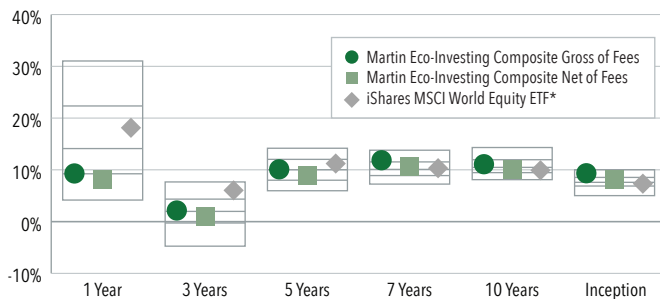 40%
30%
20%
10%
0%
-10%
Martin Eco-Investing Composite Gross of Fees
Martin Eco-Investing Composite Net of Fees
iShares MSCI World Equity ETF*
1 Year
3 Years
5 Years
7 Years
10 Years
Inception